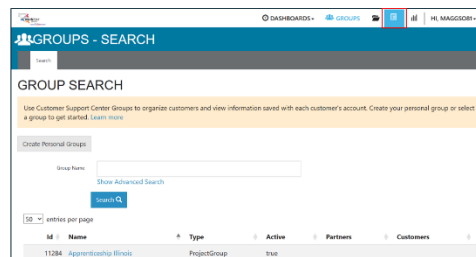 DASHBOARDS GROUPS HI, MAGGSOBI
GROUPS - SEARCH
Search
GROUP SEARCH
Use Customer Support Center Groups to organize customers and view information saved with each customer's account. Create your personal group or select
a group to get started. Learn more
Create Personal Groups
Group Name
Show Advanced Search
Search
50 entries per page
Id Name Type Active Partners Customers
11284 Apprenticeship Illinois ProjectGroup true